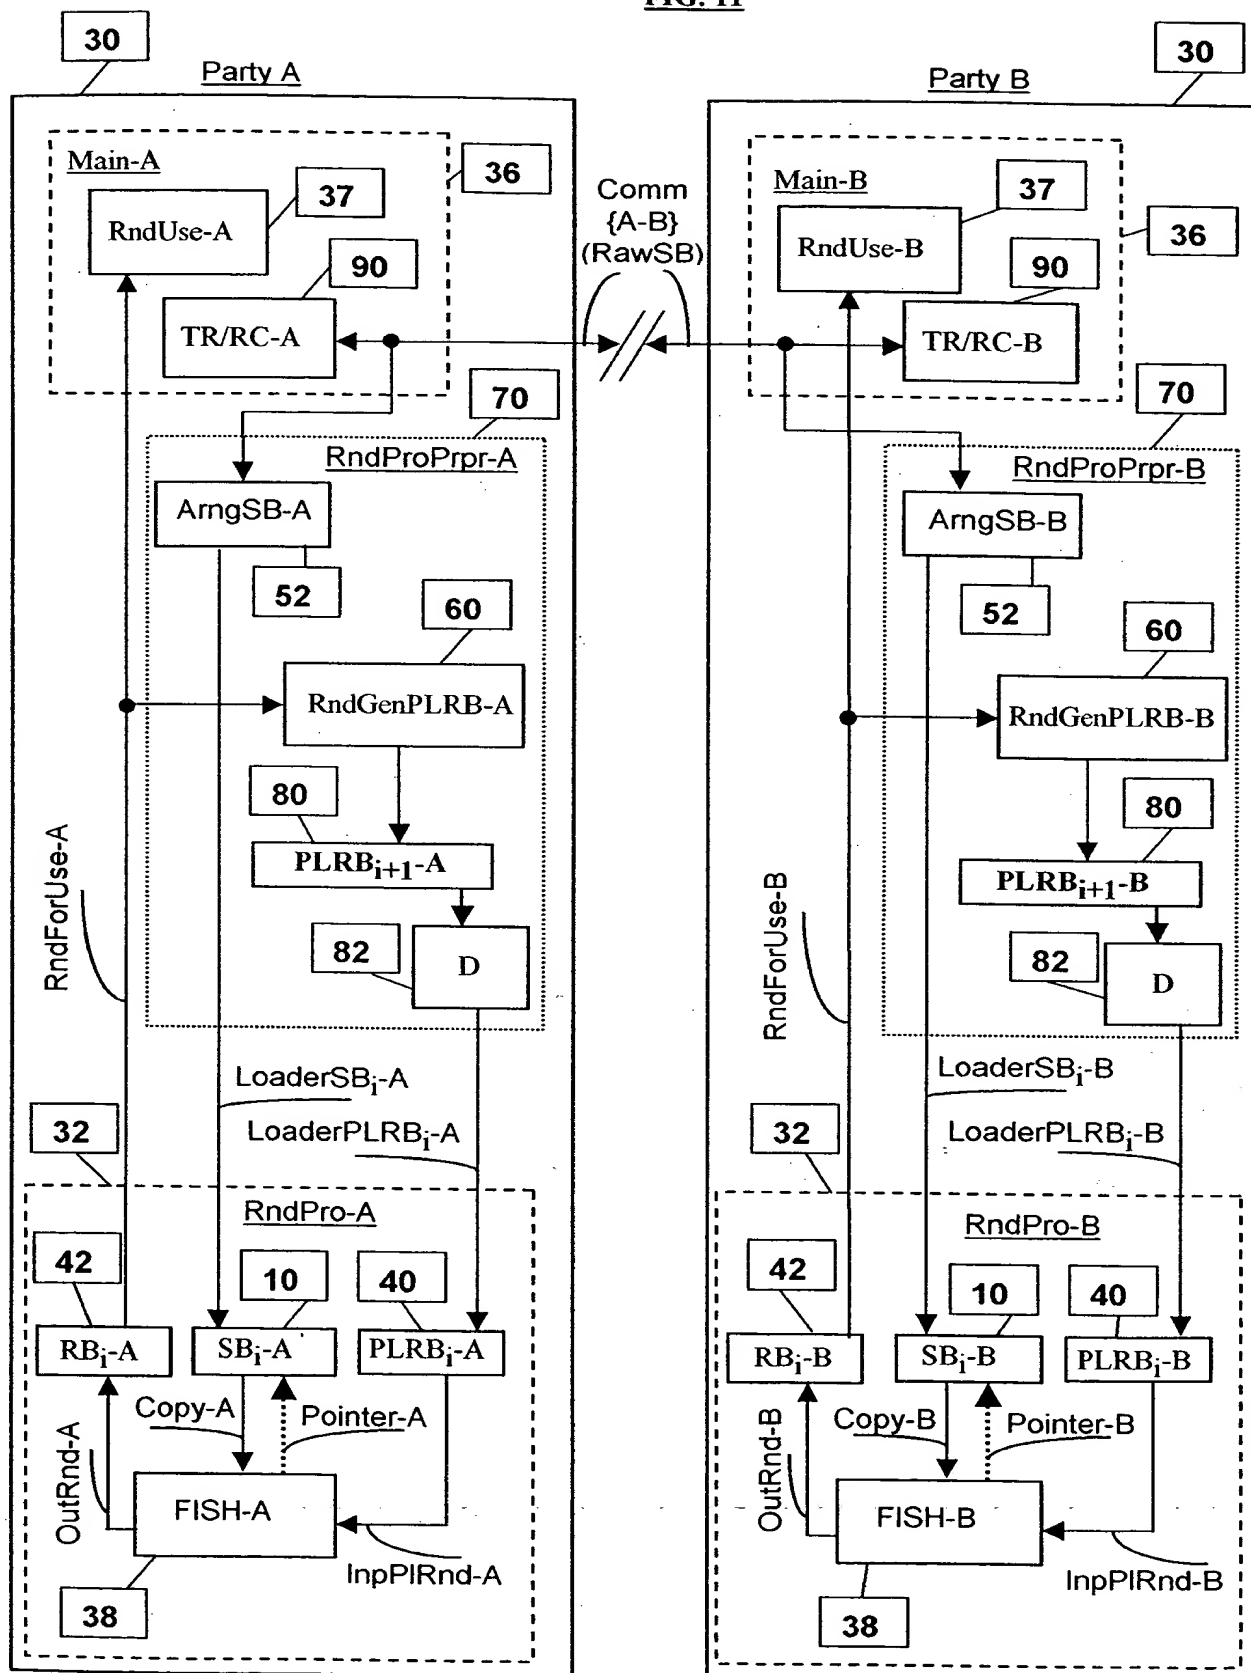 FIG. 11
30
Party A
Main-A
37
36
RndUse-A
90
TR/RC-A
Comm
{A-B}
(RawSB)
70
RndProPrpr-A
ArngSB-A
52
60
RndGenPLRB-A
80
PLRBi+1-A
82
D
RndForUse-A
LoaderSBi-A
LoaderPLRBi-A
32
RndPro-A
42
10
40
RBi-A
SBi-A
PLRBi-A
Copy-A
Pointer-A
OutRnd-A
FISH-A
InpPlRnd-A
38
30
Party B
Main-B
37
36
RndUse-B
90
TR/RC-B
70
RndProPrpr-B
ArngSB-B
52
60
RndGenPLRB-B
80
PLRBi+1-B
82
D
RndForUse-B
LoaderSBi-B
LoaderPLRBi-B
32
RndPro-B
42
10
40
RBi-B
SBi-B
PLRBi-B
Copy-B
Pointer-B
OutRnd-B
FISH-B
InpPlRnd-B
38